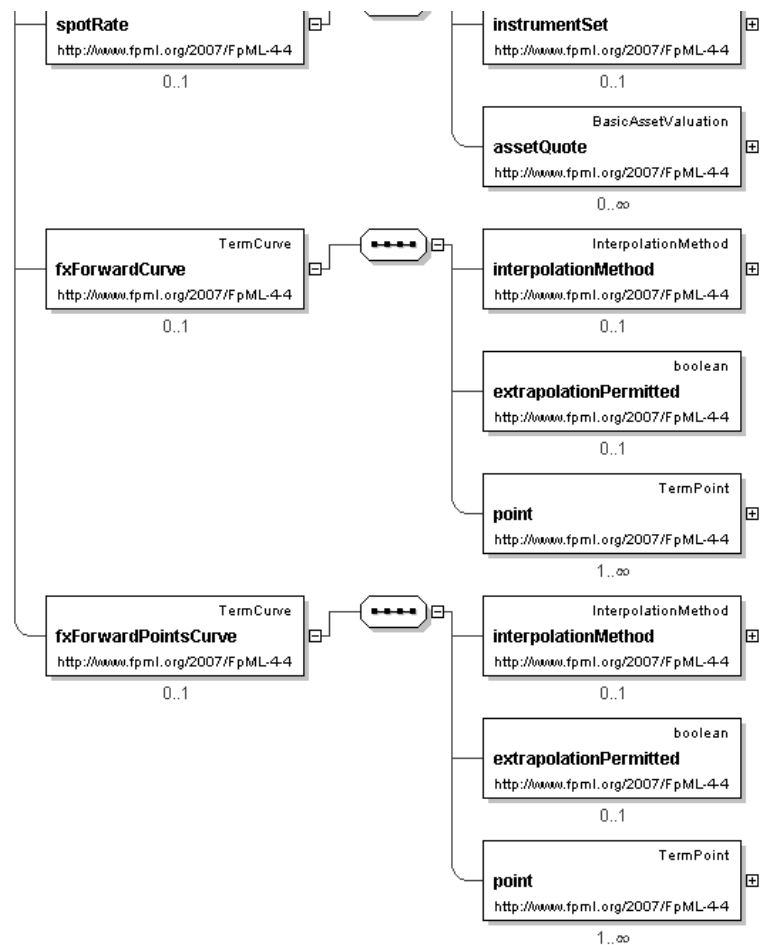 spotRate
http://www.fpml.org/2007/FpML-4-4
0..1
instrumentSet
http://www.fpml.org/2007/FpML-4-4
0..1
BasicAssetValuation
assetQuote
http://www.fpml.org/2007/FpML-4-4
0..∞
TermCurve
fxForwardCurve
http://www.fpml.org/2007/FpML-4-4
0..1
InterpolationMethod
interpolationMethod
http://www.fpml.org/2007/FpML-4-4
0..1
boolean
extrapolationPermitted
http://www.fpml.org/2007/FpML-4-4
0..1
TermPoint
point
http://www.fpml.org/2007/FpML-4-4
1..∞
TermCurve
fxForwardPointsCurve
http://www.fpml.org/2007/FpML-4-4
0..1
InterpolationMethod
interpolationMethod
http://www.fpml.org/2007/FpML-4-4
0..1
boolean
extrapolationPermitted
http://www.fpml.org/2007/FpML-4-4
0..1
TermPoint
point
http://www.fpml.org/2007/FpML-4-4
1..∞